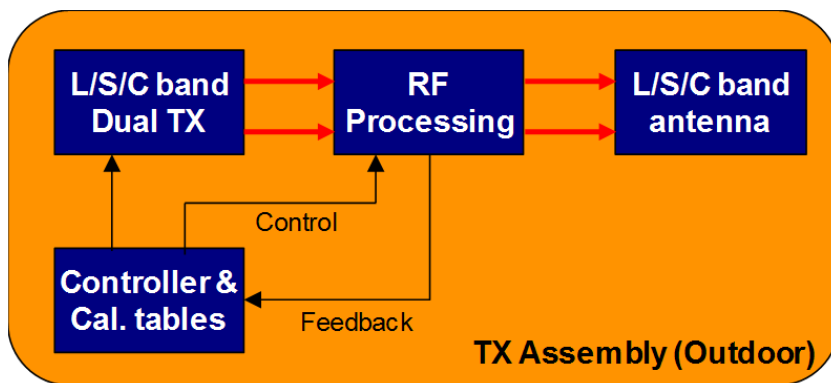 L/S/C band
Dual TX
RF
Processing
L/S/C band
antenna
Control
Controller &
Cal. tables
Feedback
TX Assembly (Outdoor)